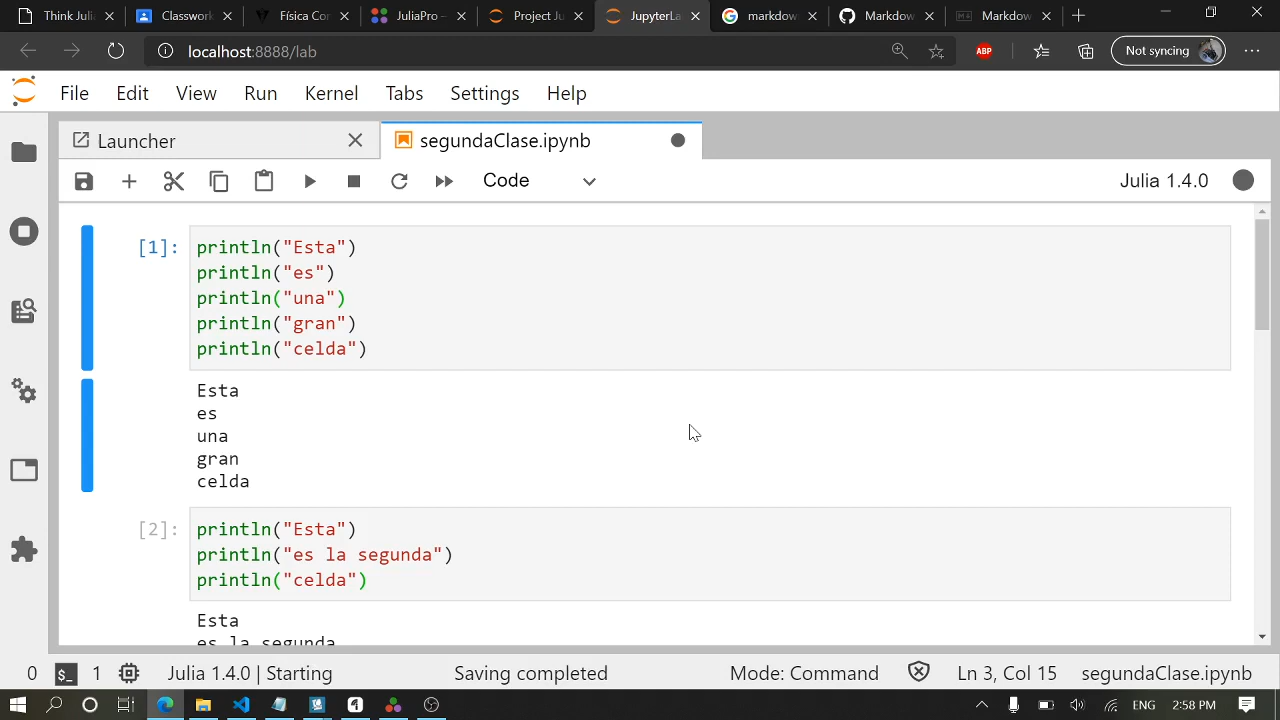 Think Juli
Classwork
Física Con
JuliaPro -
Project Ju
JupyterLa
markdow
Markdow
Markdow
localhost:8888/lab
ABP
Not syncing
File Edit View Run Kernel Tabs Settings Help
Launcher
segundaClase.ipynb
Code
Julia 1.4.0
[1]:
println("Esta")
println("es")
println("una")
println("gran")
println("celda")
Esta
es
una
gran
celda
[2]:
println("Esta")
println("es la segunda")
println("celda")
Esta
es la segunda
0 $_ 1 Julia 1.4.0 | Starting Saving completed Mode: Command Ln 3, Col 15 segundaClase.ipynb
ENG 2:58 PM